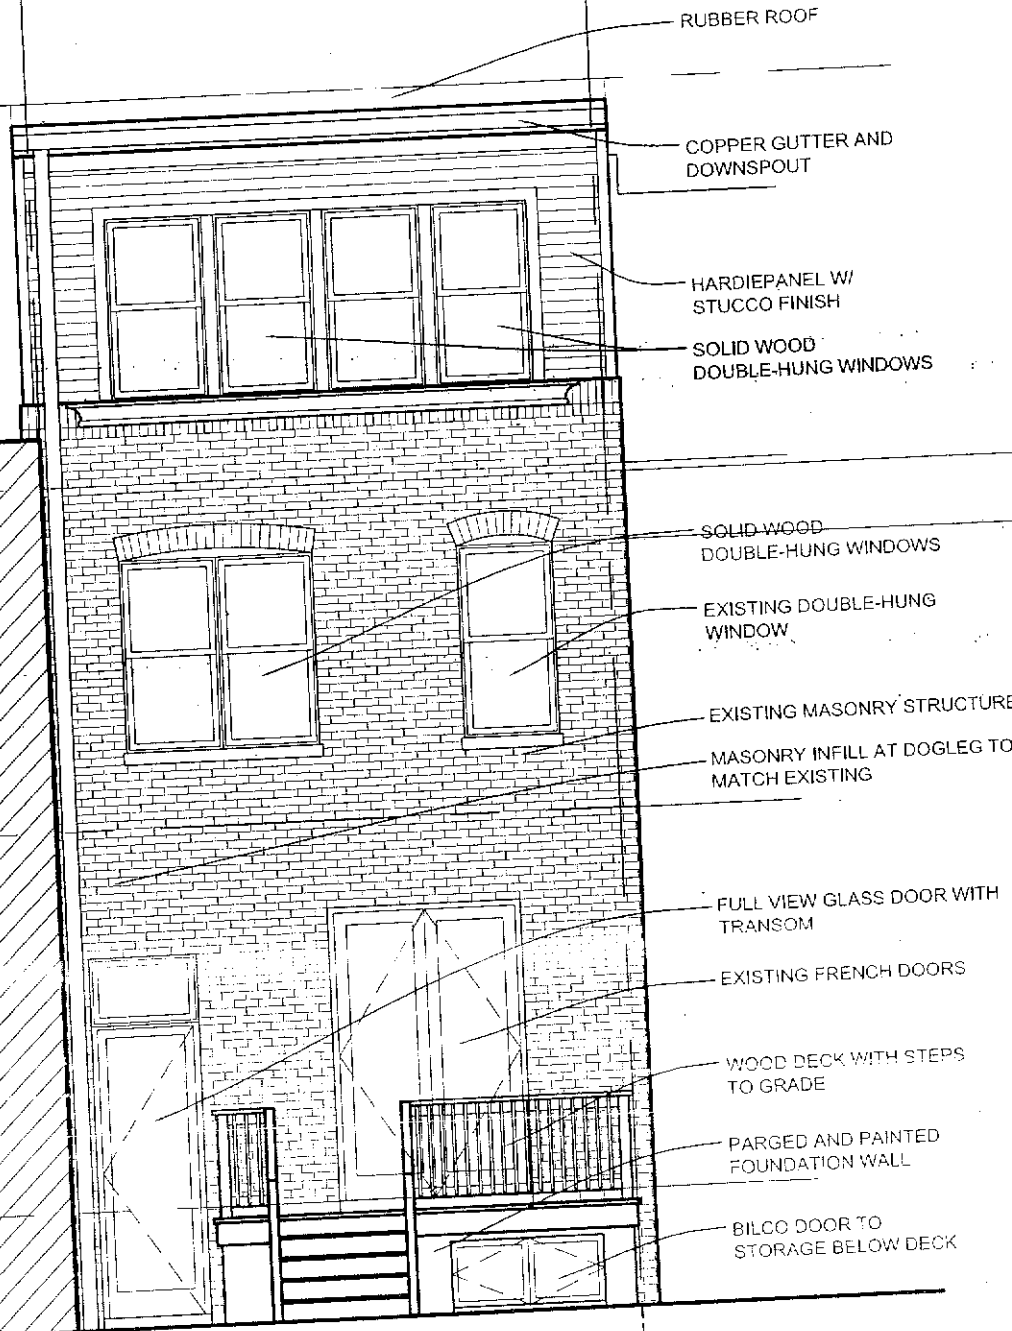 RUBBER ROOF
COPPER GUTTER AND
DOWNSPOUT
HARDIEPANEL W/
STUCCO FINISH
SOLID WOOD
DOUBLE-HUNG WINDOWS
SOLID WOOD
DOUBLE-HUNG WINDOWS
EXISTING DOUBLE-HUNG
WINDOW
EXISTING MASONRY STRUCTURE
MASONRY INFILL AT DOGLEG TO
MATCH EXISTING
FULL VIEW GLASS DOOR WITH
TRANSOM
EXISTING FRENCH DOORS
WOOD DECK WITH STEPS
TO GRADE
PARGED AND PAINTED
FOUNDATION WALL
BILCO DOOR TO
STORAGE BELOW DECK